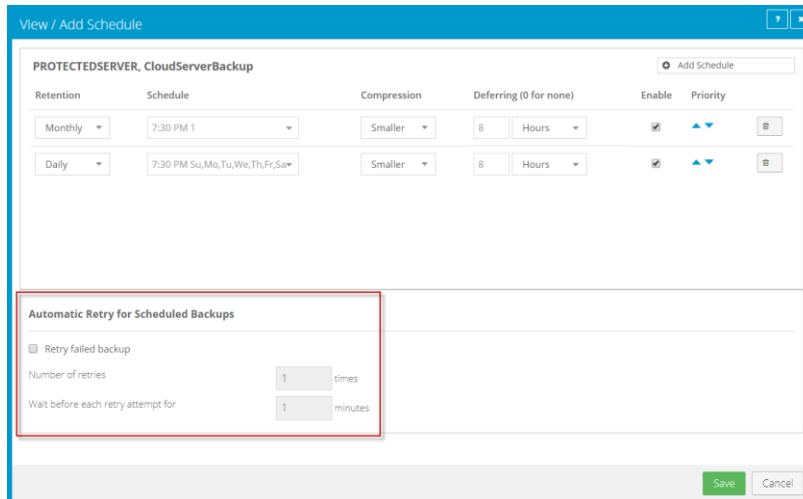 View / Add Schedule ?
PROTECTEDSERVER, CloudServerBackup Add Schedule
Retention Schedule Compression Deferring (0 for none) Enable Priority
Monthly 7:30 PM 1 Smaller 8 Hours
Daily 7:30 PM Su,Mo,Tu,We,Th,Fr,Sa Smaller 8 Hours
Automatic Retry for Scheduled Backups
Retry failed backup
Number of retries 1 times
Wait before each retry attempt for 1 minutes
Save Cancel